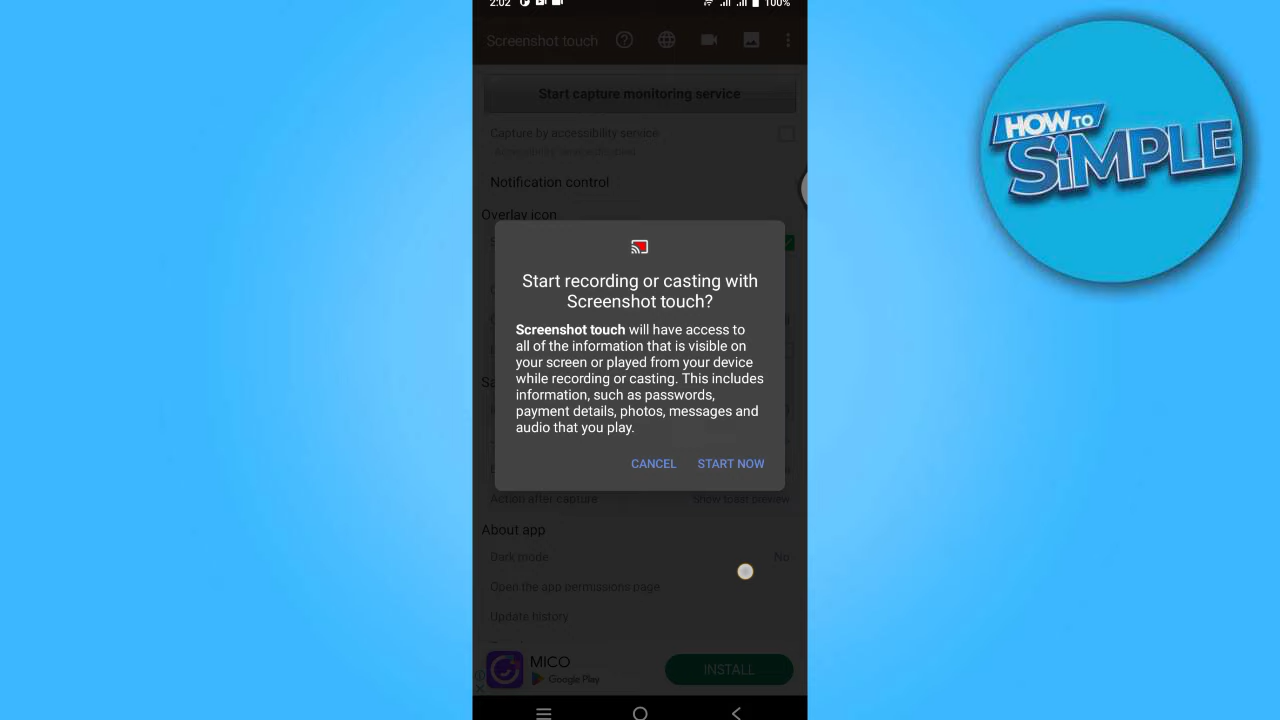 2:02
100%
Screenshot touch
HOW TO
SiMPLE
Start capture monitoring service
Capture by accessibility service
Notification control
Overlay icon
Start recording or casting with
Screenshot touch?
Screenshot touch will have access to
all of the information that is visible on
your screen or played from your device
while recording or casting. This includes
information, such as passwords,
payment details, photos, messages and
audio that you play.
CANCEL START NOW
Action after capture Show toast preview
About app
Dark mode No
Open the app permissions page
Update history
MICO
Google Play
INSTALL